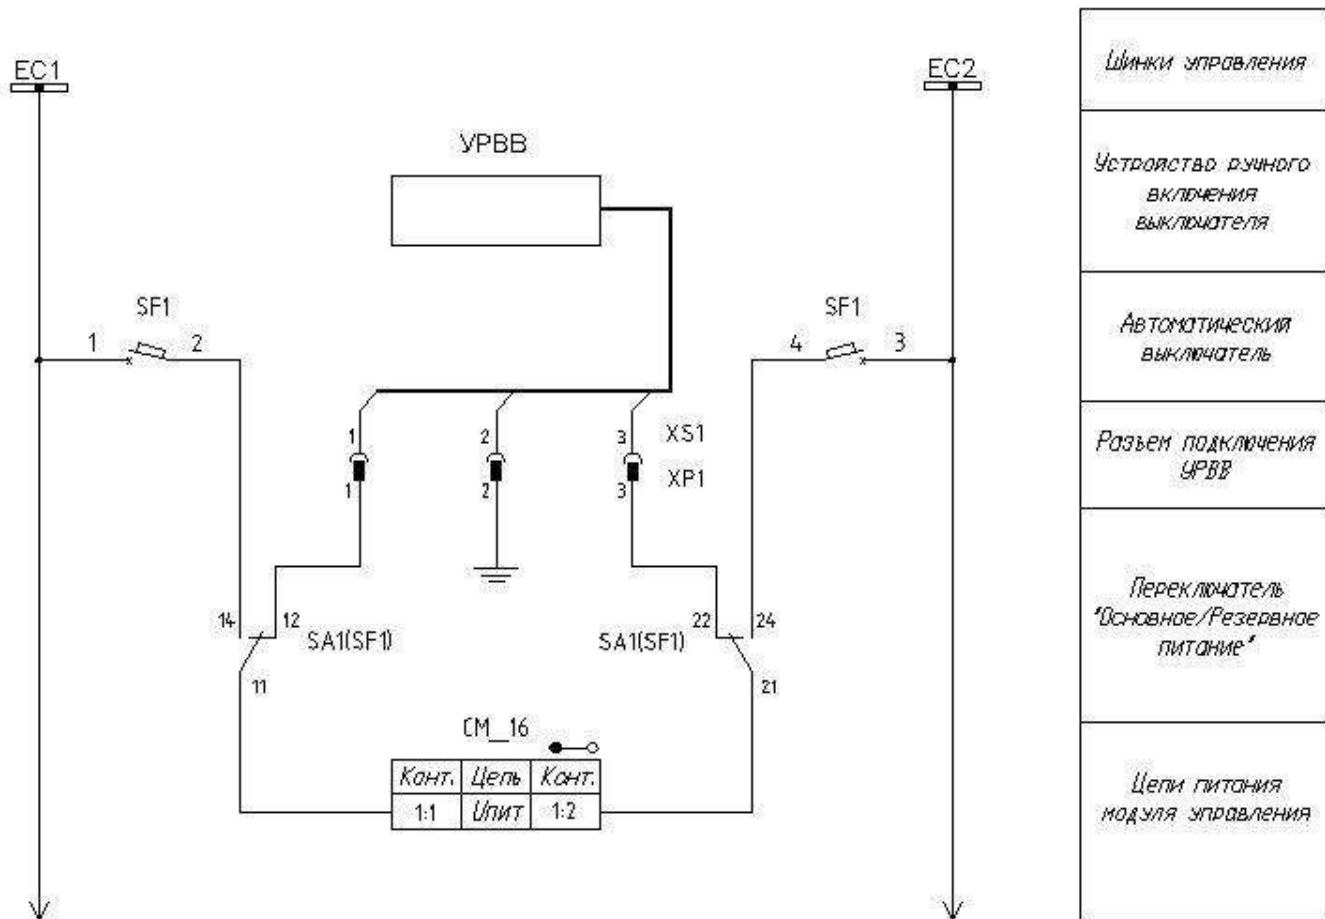 EC1
EC2
УРВВ
SF1
1 2
SF1
4 3
1 2 3 XS1
1 2 3 XP1
14 12
SA1(SF1)
11
22 24
SA1(SF1)
21
CM_16
Конт. Цепь Конт.
1:1 Uпит 1:2
Шинки управления
Устройство ручного
включения
выключателя
Автоматический
выключатель
Разъем подключения
УРВВ
Переключатель
"Основное/Резервное
питание"
Цепи питания
модуля управления